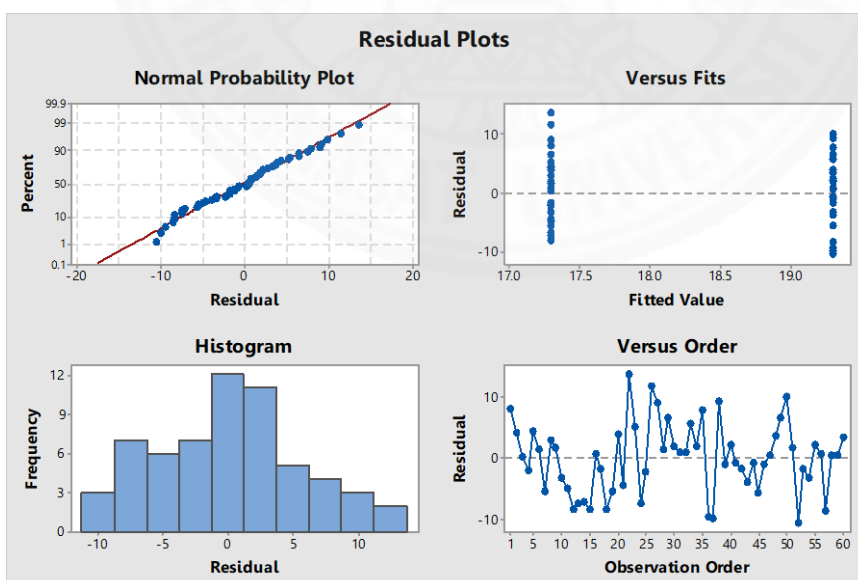 Residual Plots
Normal Probability Plot
99.9
99
90
50
10
1
0.1
Percent
-20 -10 0 10 20
Residual
Versus Fits
10
0
-10
Residual
17.0 17.5 18.0 18.5 19.0
Fitted Value
Histogram
12
9
6
3
0
Frequency
-10 -5 0 5 10
Residual
Versus Order
10
0
-10
Residual
1 5 10 15 20 25 30 35 40 45 50 55 60
Observation Order